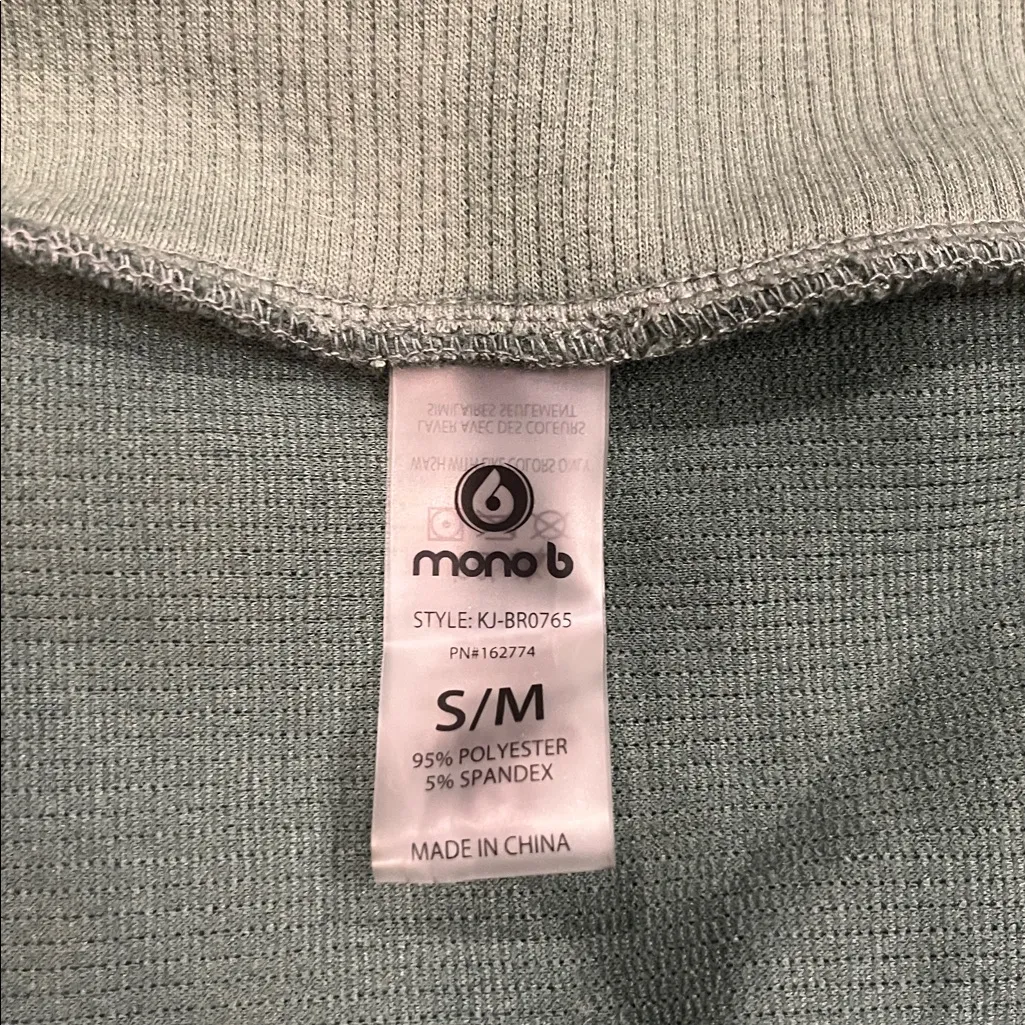 SIMILAIRES SEULEMENT
LAVER AVEC DES COULEURS
WASH WITH LIKE COLORS ONLY
mono b
STYLE: KJ-BR0765
PN#162774
S/M
95% POLYESTER
5% SPANDEX
MADE IN CHINA